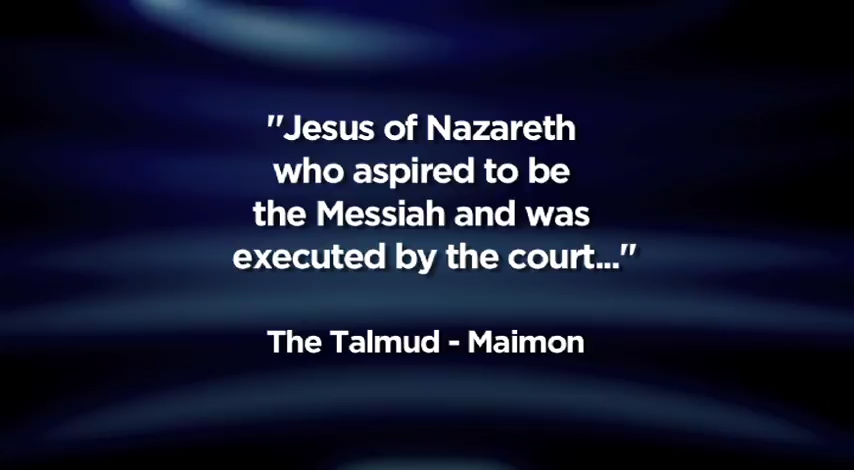 "Jesus of Nazareth
who aspired to be
the Messiah and was
executed by the court..."
The Talmud - Maimon